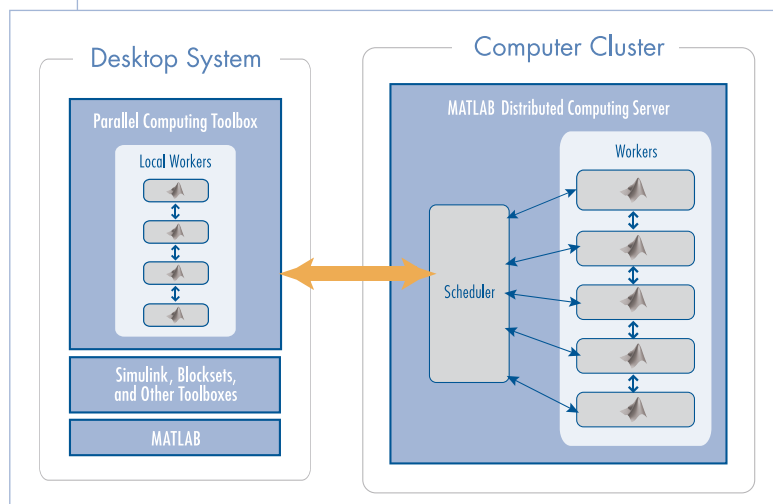 Desktop System
Parallel Computing Toolbox
Local Workers
Simulink, Blocksets,
and Other Toolboxes
MATLAB
Computer Cluster
MATLAB Distributed Computing Server
Workers
Scheduler